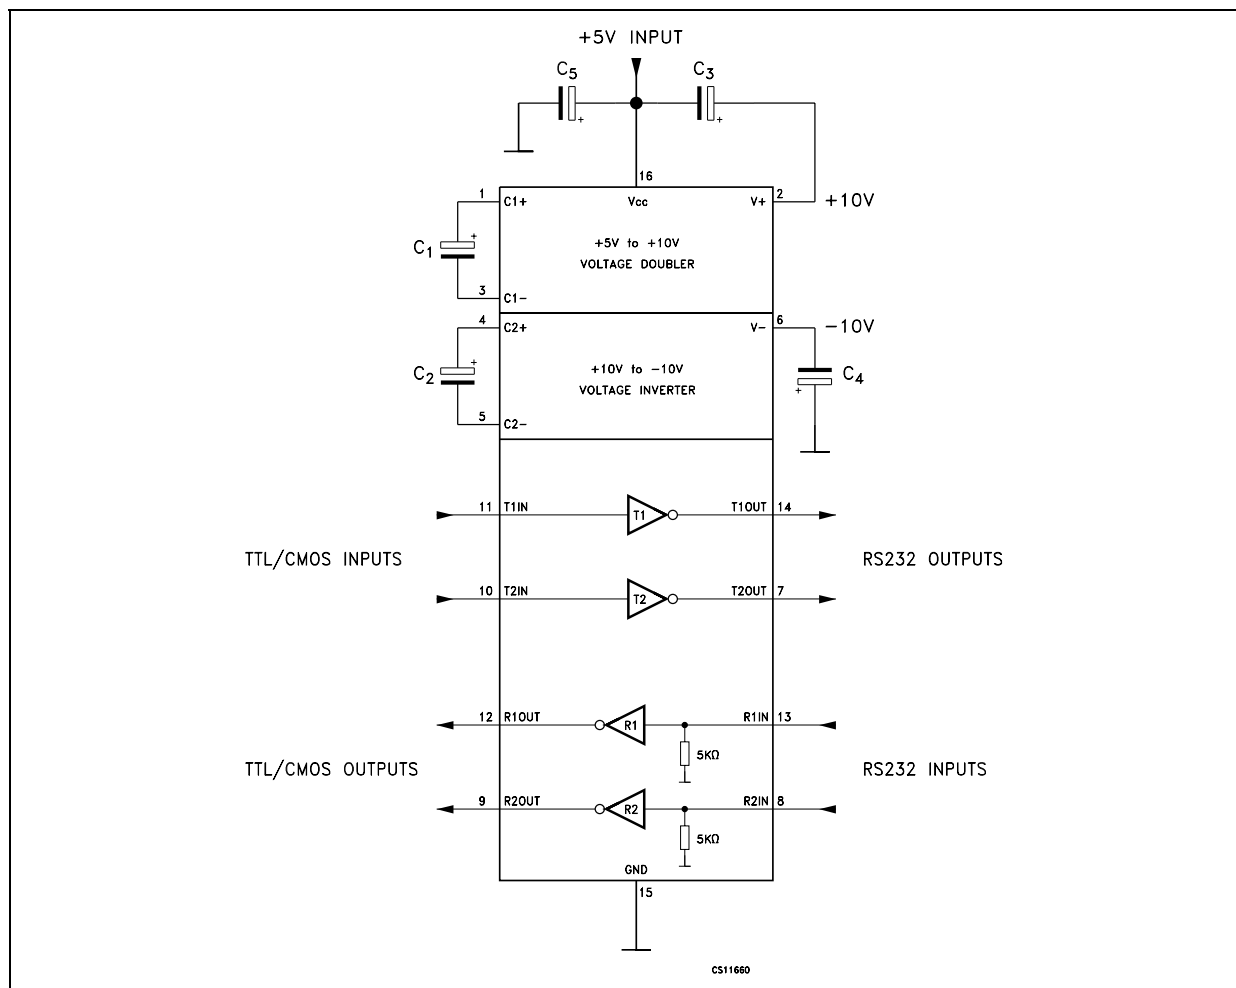 +5V INPUT
C5
C3
+
+
16
1
C1+
Vcc
V+
2
+10V
+
C1
+5V to +10V
VOLTAGE DOUBLER
3
C1-
4
C2+
V-
6
-10V
+
C2
+10V to -10V
VOLTAGE INVERTER
C4
+
5
C2-
11
T1IN
T1
T1OUT
14
TTL/CMOS INPUTS
RS232 OUTPUTS
10
T2IN
T2
T2OUT
7
12
R1OUT
R1
R1IN
13
5KΩ
TTL/CMOS OUTPUTS
RS232 INPUTS
9
R2OUT
R2
R2IN
8
5KΩ
GND
15
CS11660